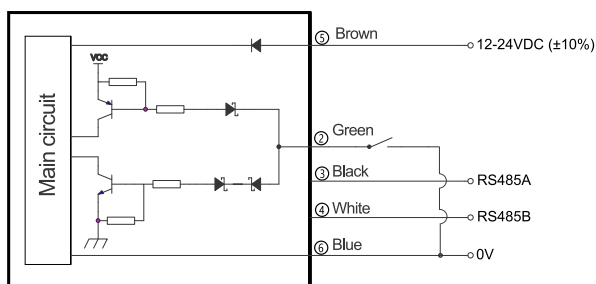 ⑤ Brown
12-24VDC (±10%)
VCC
Main circuit
② Green
③ Black
RS485A
④ White
RS485B
⑥ Blue
0V